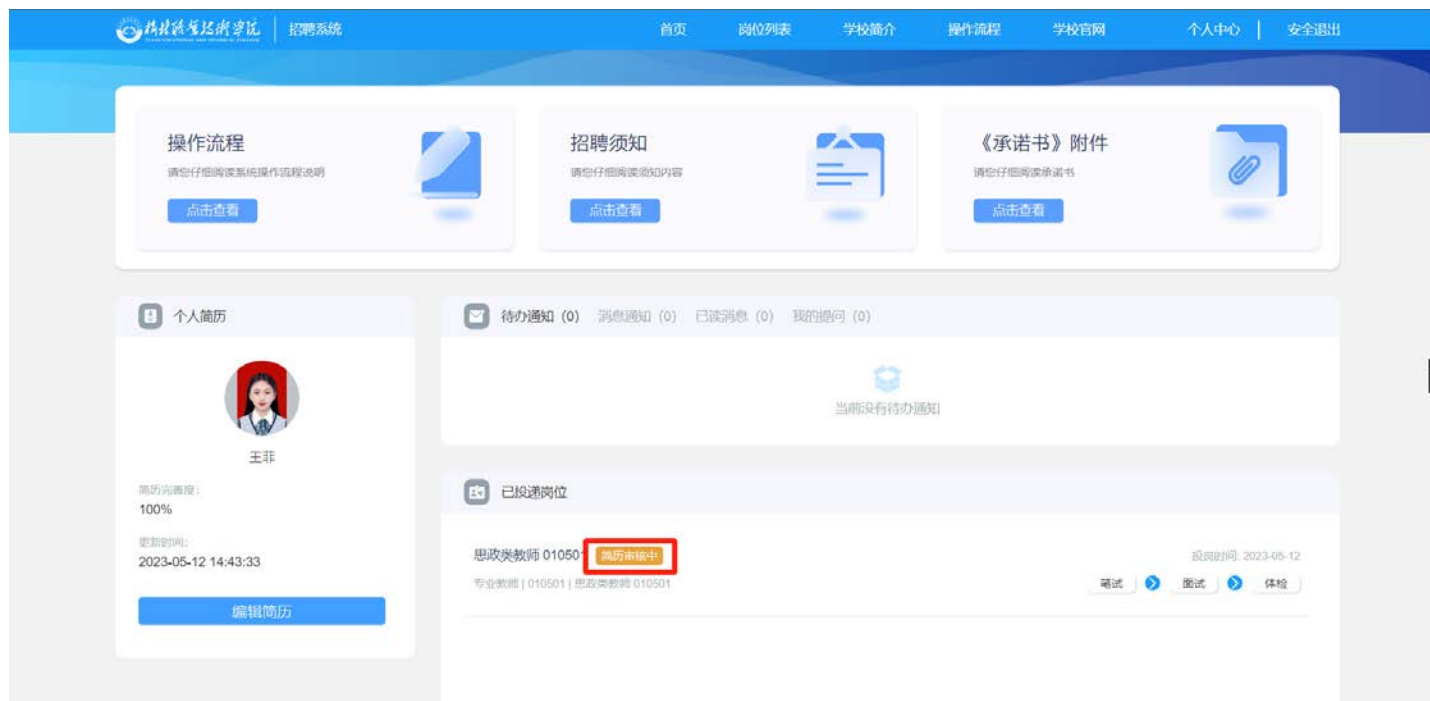 招聘系统
首页 岗位列表 学校简介 操作流程 学校官网 个人中心 安全退出
操作流程
请您仔细阅读系统操作流程说明
点击查看
招聘须知
请您仔细阅读须知内容
点击查看
《承诺书》附件
请您仔细阅读承诺书
点击查看
个人简历
王菲
简历完善度:
100%
更新时间:
2023-05-12 14:43:33
编辑简历
待办通知 (0) 消息通知 (0) 已读消息 (0) 我的提问 (0)
当前没有待办通知
已投递岗位
思政类教师 010501 简历审核中
投岗时间: 2023-05-12
专业教师 | 010501 | 思政类教师 010501
笔试 面试 体检